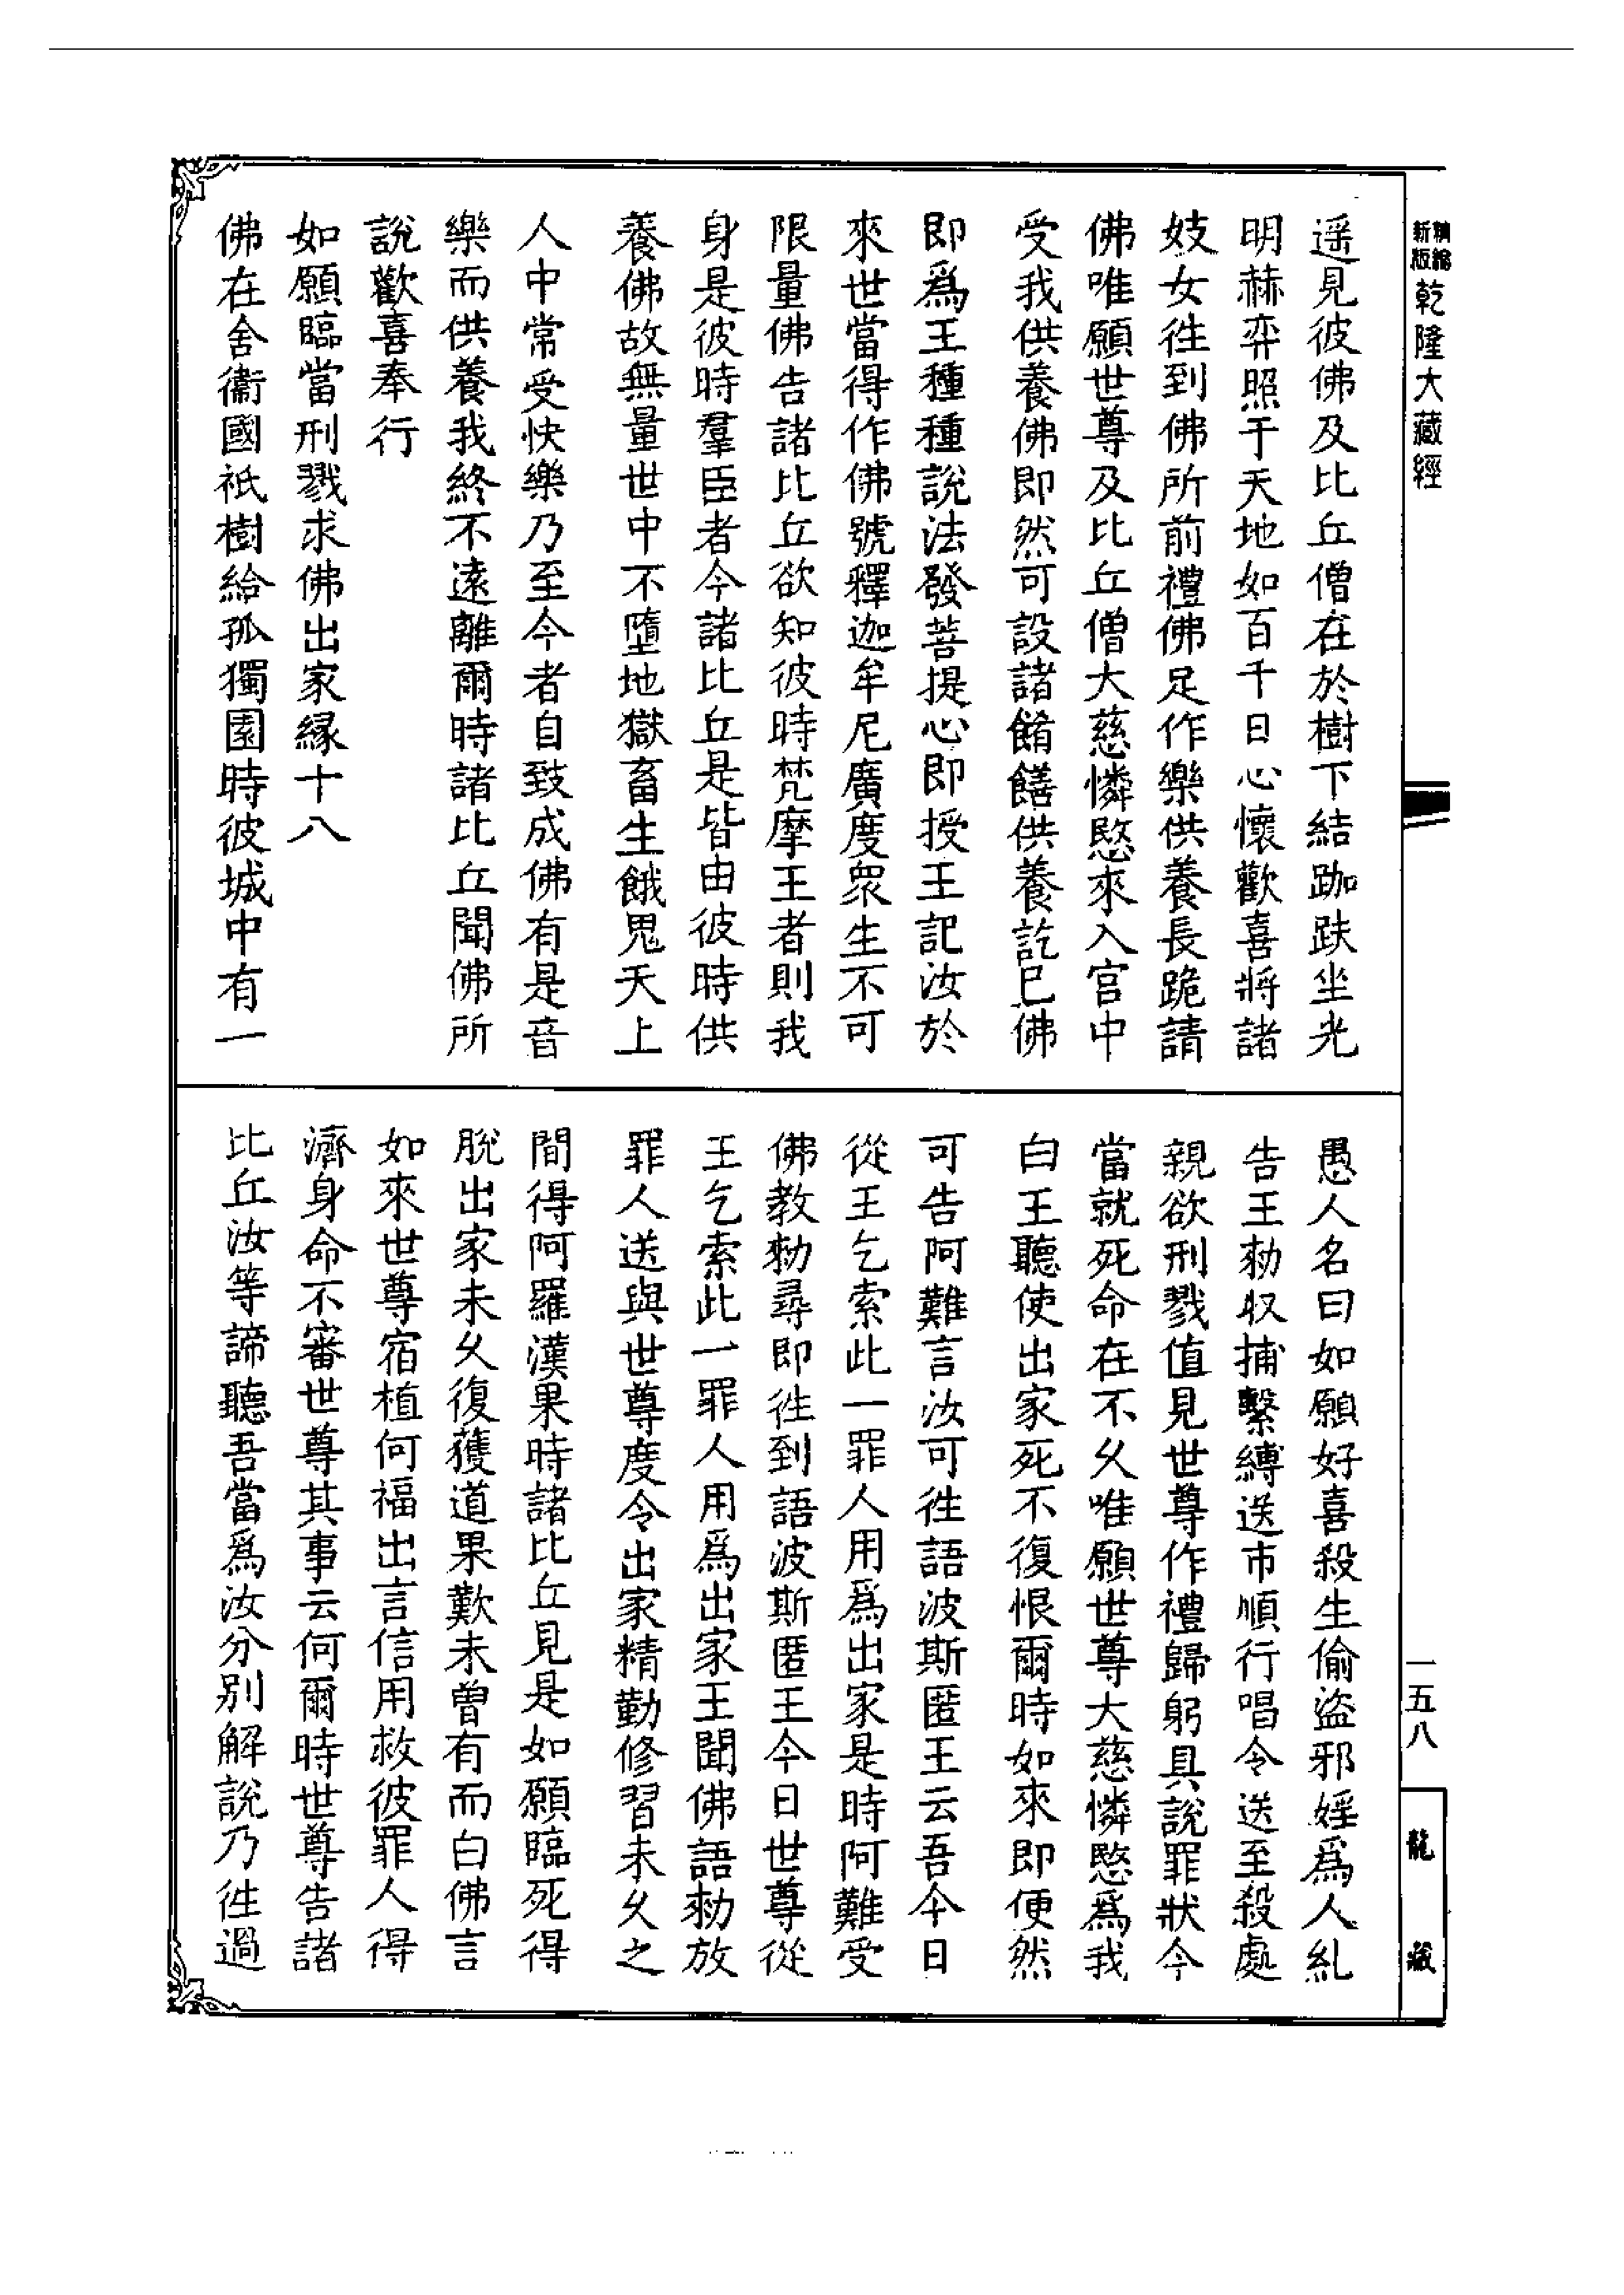 精縮新版乾隆大藏經
遥見彼佛及比丘僧在於樹下結跏趺坐光
明赫弈照于天地如百千日心懷歡喜將諸
妓女徃到佛所前禮佛足作樂供養長跪請
佛唯願世尊及比丘僧大慈憐愍來入宫中
受我供養佛即然可設諸餚饍供養訖已佛
即爲王種種說法發菩提心即授王記汝於
來世當得作佛號釋迦牟尼廣度衆生不可
限量佛告諸比丘欲知彼時梵摩王者則我
身是彼時羣臣者今諸比丘是皆由彼時供
養佛故無量世中不墮地獄畜生餓鬼天上
人中常受快樂乃至今者自致成佛有是音
樂而供養我終不遠離爾時諸比丘聞佛所
說歡喜奉行
如願臨當刑戮求佛出家緣十八
佛在舍衞國祇樹給孤獨園時彼城中有一
愚人名曰如願好喜殺生偷盜邪婬爲人糺
告王勑収捕繫縛送市順行唱令送至殺處
親欲刑戮值見世尊作禮歸躬具說罪狀今
當就死命在不久唯願世尊大慈憐愍爲我
白王聽使出家死不復恨爾時如來即便然
可告阿難言汝可徃語波斯匿王云吾今日
從王乞索此一罪人用爲出家是時阿難受
佛教勑尋即徃到語波斯匿王今日世尊從
王乞索此一罪人用爲出家王聞佛語勑放
罪人送與世尊度令出家精勤修習未久之
間得阿羅漢果時諸比丘見是如願臨死得
脫出家未久復獲道果歎未曾有而白佛言
如來世尊宿植何福出言信用救彼罪人得
濟身命不審世尊其事云何爾時世尊告諸
比丘汝等諦聽吾當爲汝分别解說乃徃過
一五八
龍藏